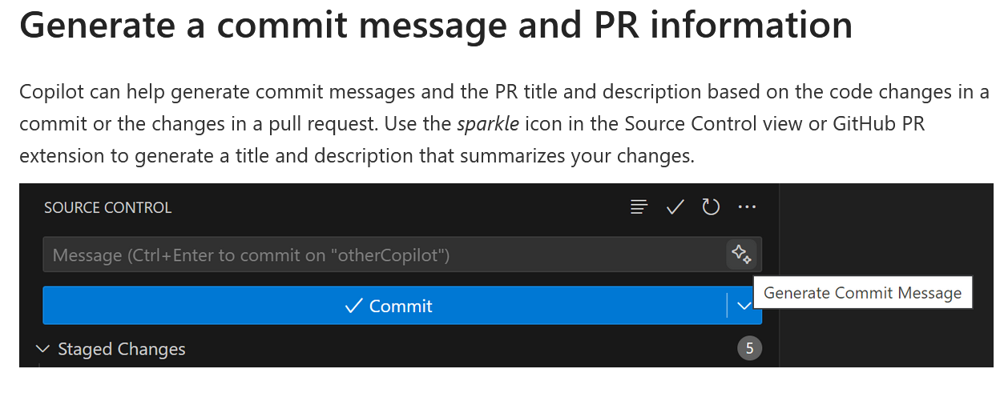 Generate a commit message and PR information
Copilot can help generate commit messages and the PR title and description based on the code changes in a
commit or the changes in a pull request. Use the sparkle icon in the Source Control view or GitHub PR
extension to generate a title and description that summarizes your changes.
SOURCE CONTROL
Message (Ctrl+Enter to commit on "otherCopilot")
Generate Commit Message
Commit
Staged Changes 5